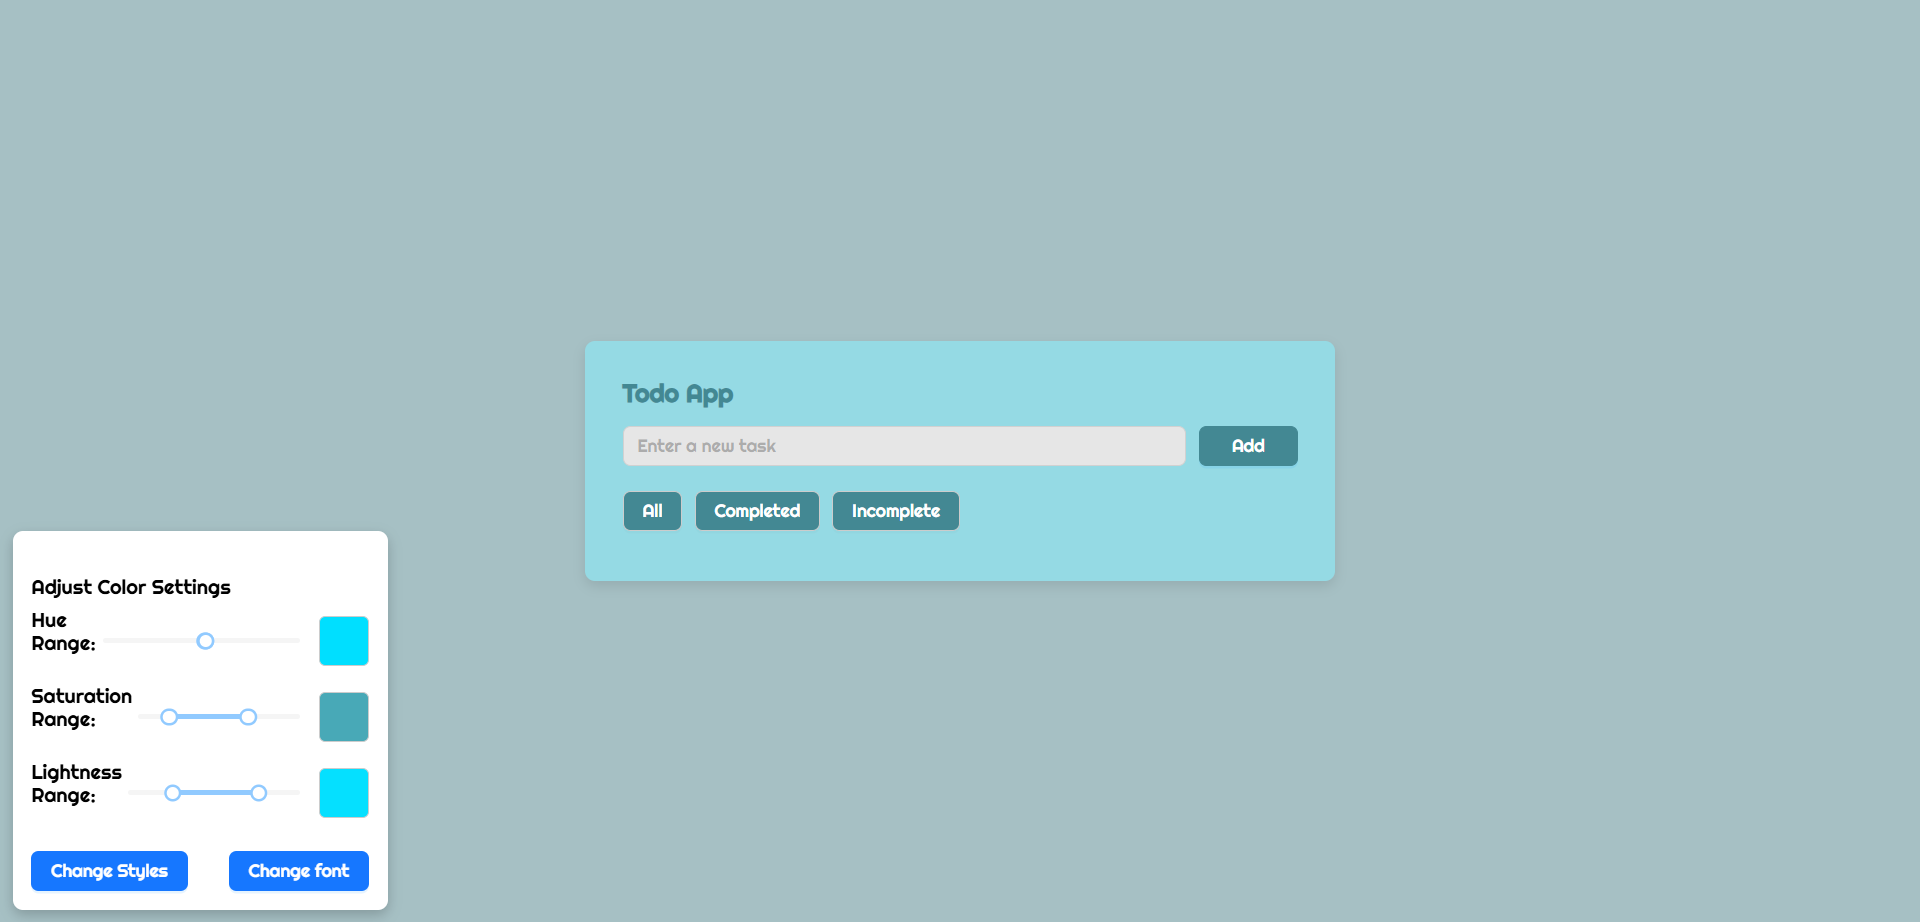 Todo App
Enter a new task
Add
All
Completed
Incomplete
Adjust Color Settings
Hue
Range:
Saturation
Range:
Lightness
Range:
Change Styles
Change font